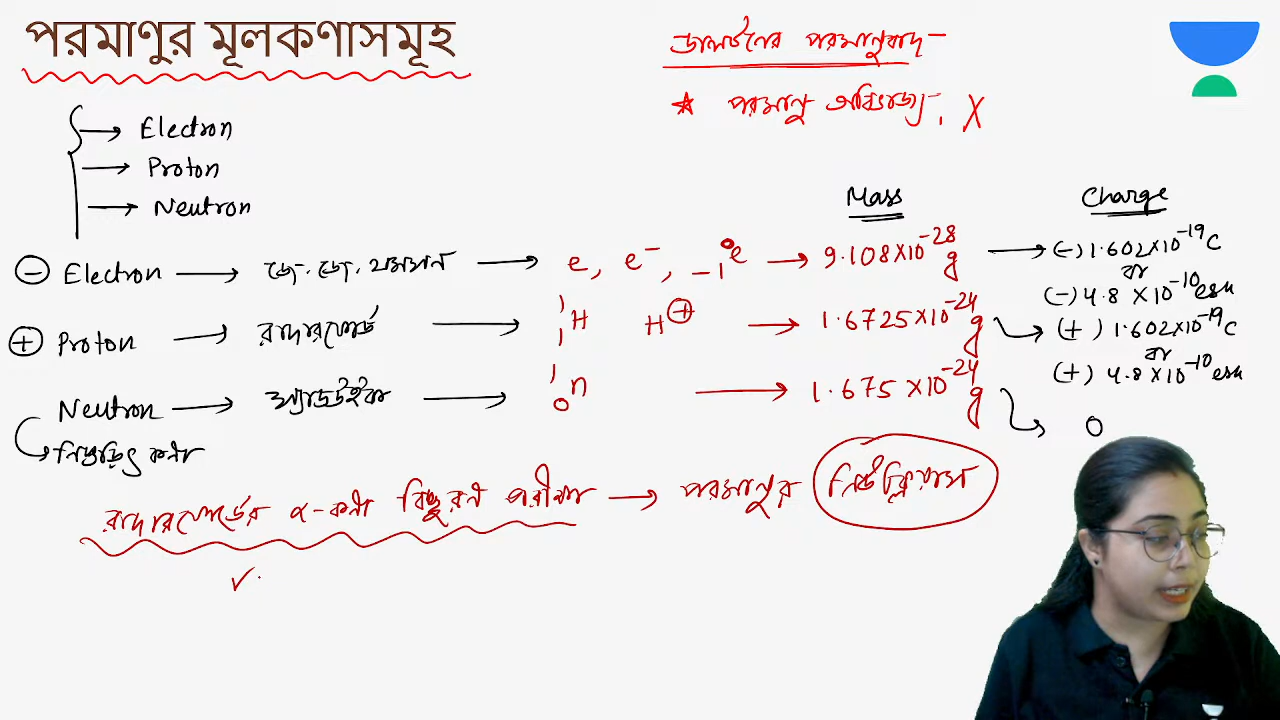 পরমাণুর মূলকণাসমূহ
ডালটনের পরমাণুবাদ-
★ পরমাণু অবিভাজ্য, X
→ Electron
→ Proton
→ Neutron
Mass Charge
⊖ Electron → জে. জে. থমসন → e, e⁻, ₋₁⁰e → 9.108×10⁻²⁸ g → (-) 1.602×10⁻¹⁹ C
বা
(-) 4.8 × 10⁻¹⁰ esu
⊕ Proton → রাদারফোর্ড → ₁¹H H⊕ → 1.6725×10⁻²⁴ g → (+) 1.602×10⁻¹⁹ C
বা
(+) 4.8×10⁻¹⁰ esu
Neutron → চ্যাডউইক → ₀¹n → 1.675 ×10⁻²⁴ g → 0
→ নিস্তড়িৎ কণা
রাদারফোর্ডের α-কণা বিচ্ছুরণ পরীক্ষা → পরমাণুর নিউক্লিয়াস
✓.